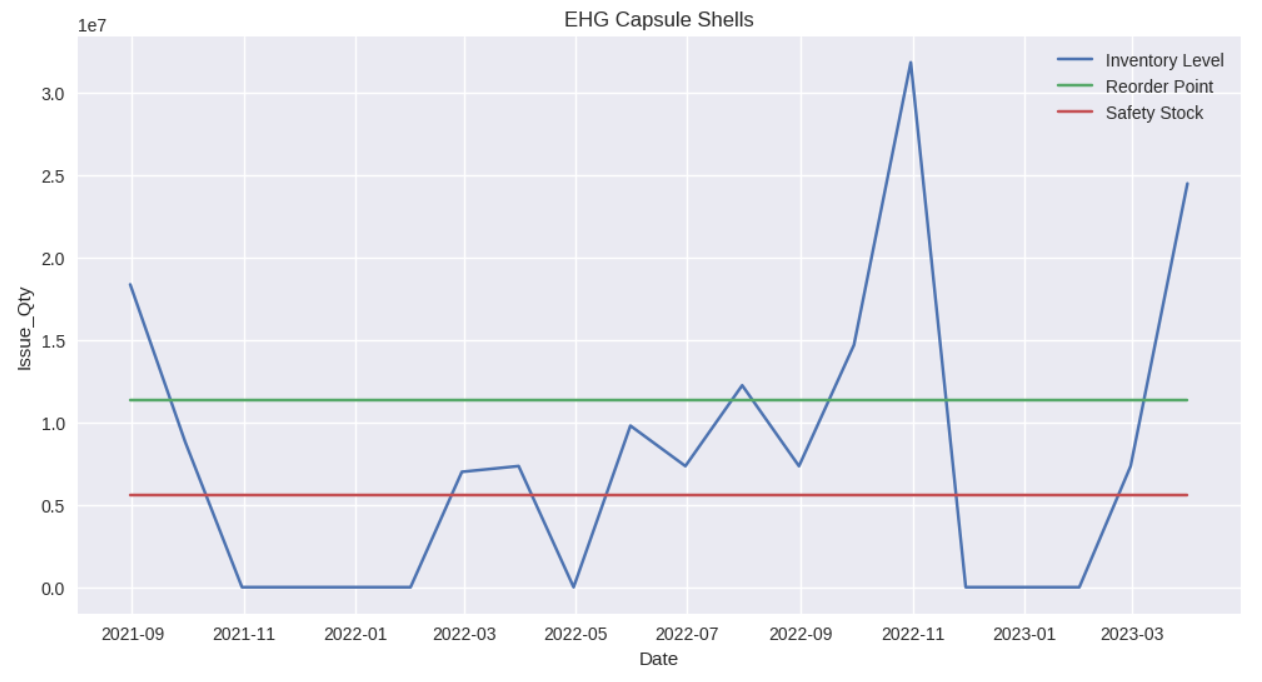 EHG Capsule Shells
1e7
Inventory Level
Reorder Point
Safety Stock
3.0
2.5
2.0
1.5
1.0
0.5
0.0
Issue_Qty
2021-09 2021-11 2022-01 2022-03 2022-05 2022-07 2022-09 2022-11 2023-01 2023-03
Date